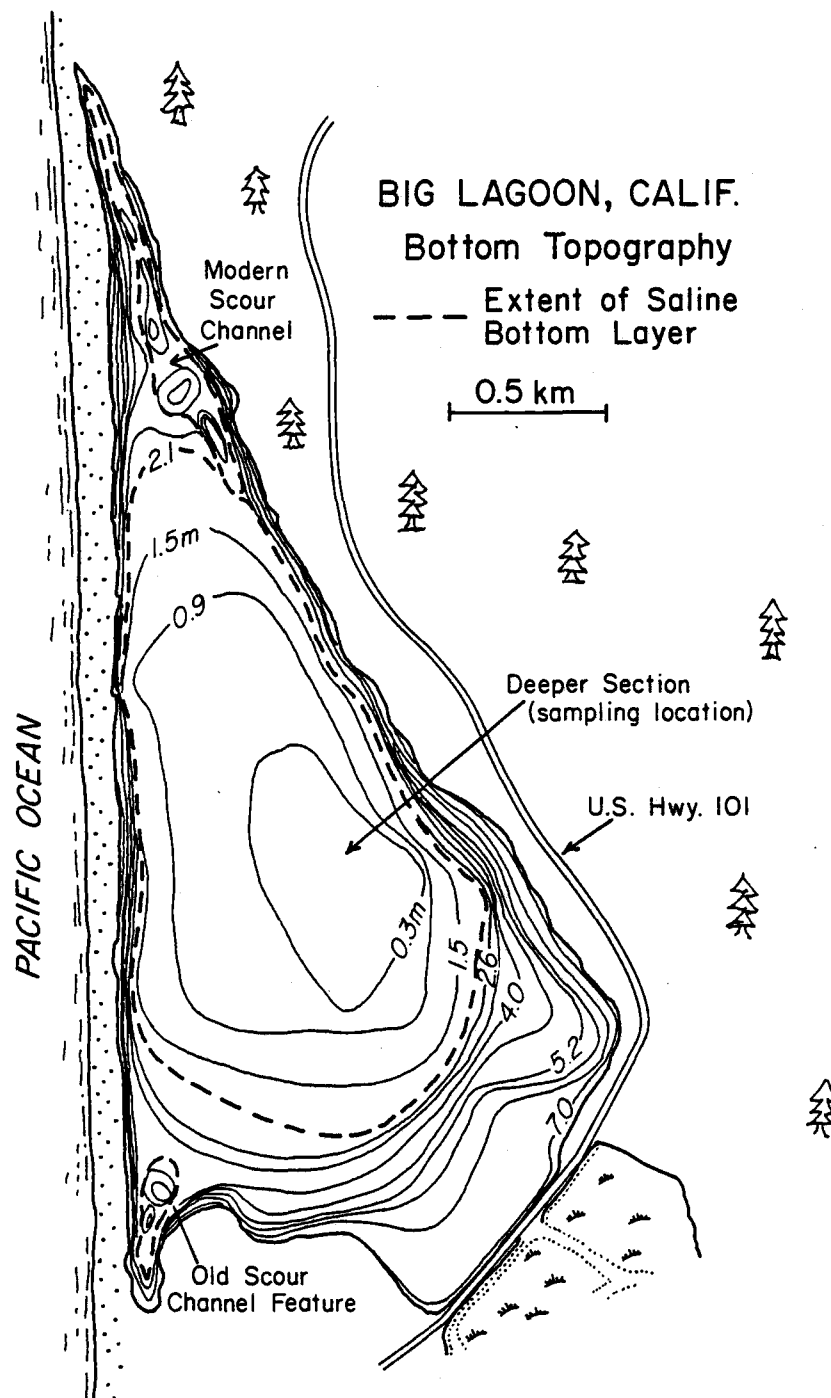 BIG LAGOON, CALIF.
Bottom Topography
Extent of Saline
Bottom Layer
0.5 km
Modern
Scour
Channel
2.1
1.5m
0.9
Deeper Section
(sampling location)
PACIFIC OCEAN
U.S. Hwy. 101
0.3m
1.5
2.6
4.0
5.2
7.0
Old Scour
Channel Feature